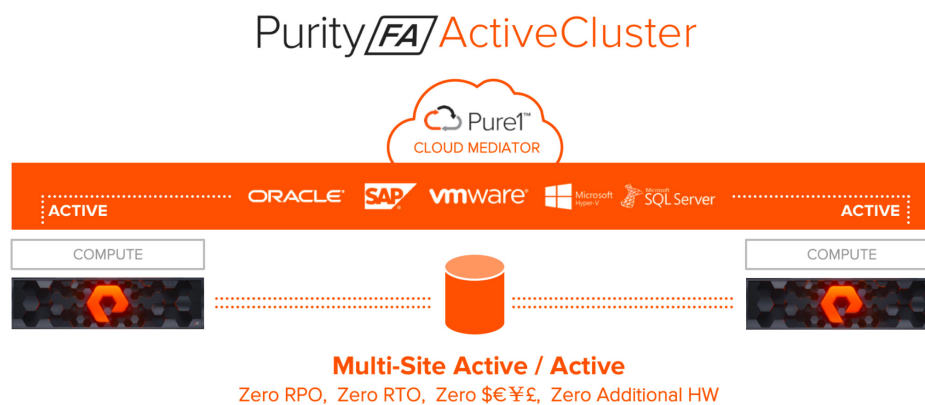 Purity FA ActiveCluster
Pure1™
CLOUD MEDIATOR
ORACLE® SAP® vmware® Microsoft Hyper-V Microsoft SQL Server
ACTIVE ACTIVE
COMPUTE COMPUTE
Multi-Site Active / Active
Zero RPO, Zero RTO, Zero $€¥£, Zero Additional HW